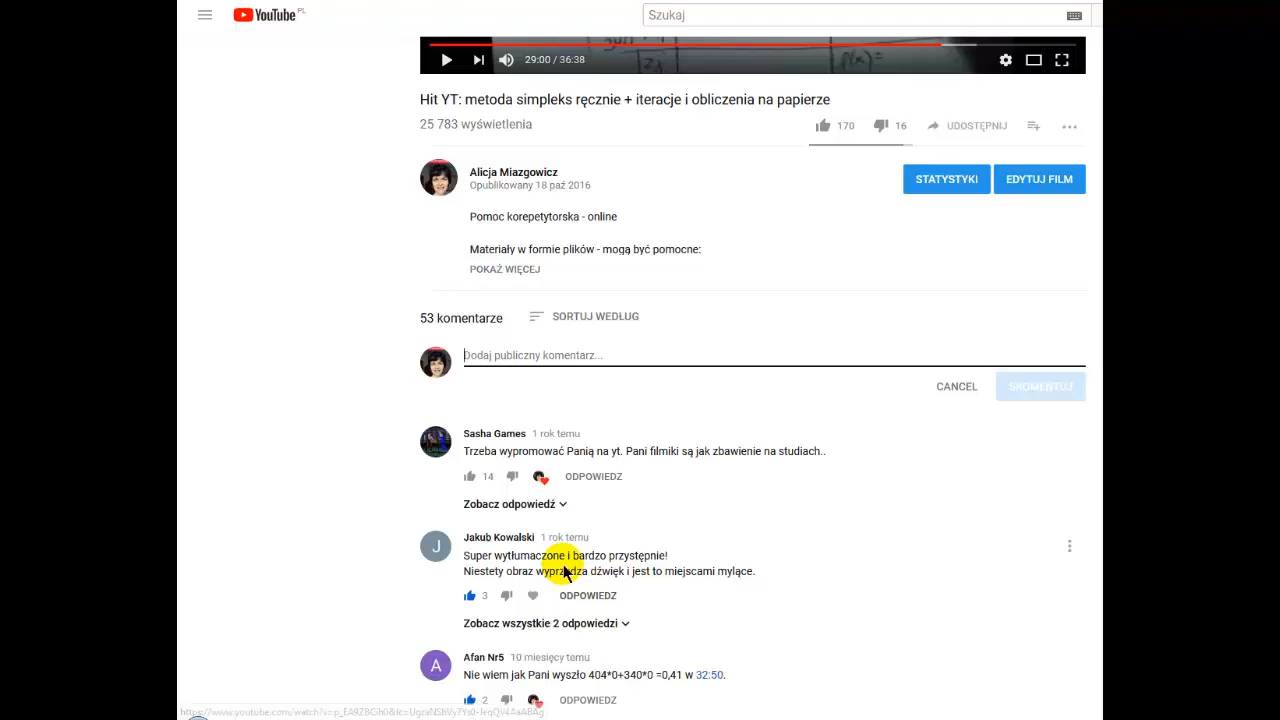 YouTube PL
Szukaj
f(x)=
29:00 / 36:38
Hit YT: metoda simpleks ręcznie + iteracje i obliczenia na papierze
25 783 wyświetlenia
170
16
UDOSTĘPNIJ
Alicja Miazgowicz
Opublikowany 18 paź 2016
STATYSTYKI
EDYTUJ FILM
Pomoc korepetytorska - online
Materiały w formie plików - mogą być pomocne:
POKAŻ WIĘCEJ
53 komentarze
SORTUJ WEDŁUG
Dodaj publiczny komentarz...
CANCEL
SKOMENTUJ
Sasha Games 1 rok temu
Trzeba wypromować Panią na yt. Pani filmiki są jak zbawienie na studiach..
14
ODPOWIEDZ
Zobacz odpowiedź
J
Jakub Kowalski 1 rok temu
Super wytłumaczone i bardzo przystępnie!
Niestety obraz wyprzedza dźwięk i jest to miejscami mylące.
3
ODPOWIEDZ
Zobacz wszystkie 2 odpowiedzi
A
Afan Nr5 10 miesięcy temu
Nie wiem jak Pani wyszło 404*0+340*0 =0,41 w 32:50.
2
ODPOWIEDZ